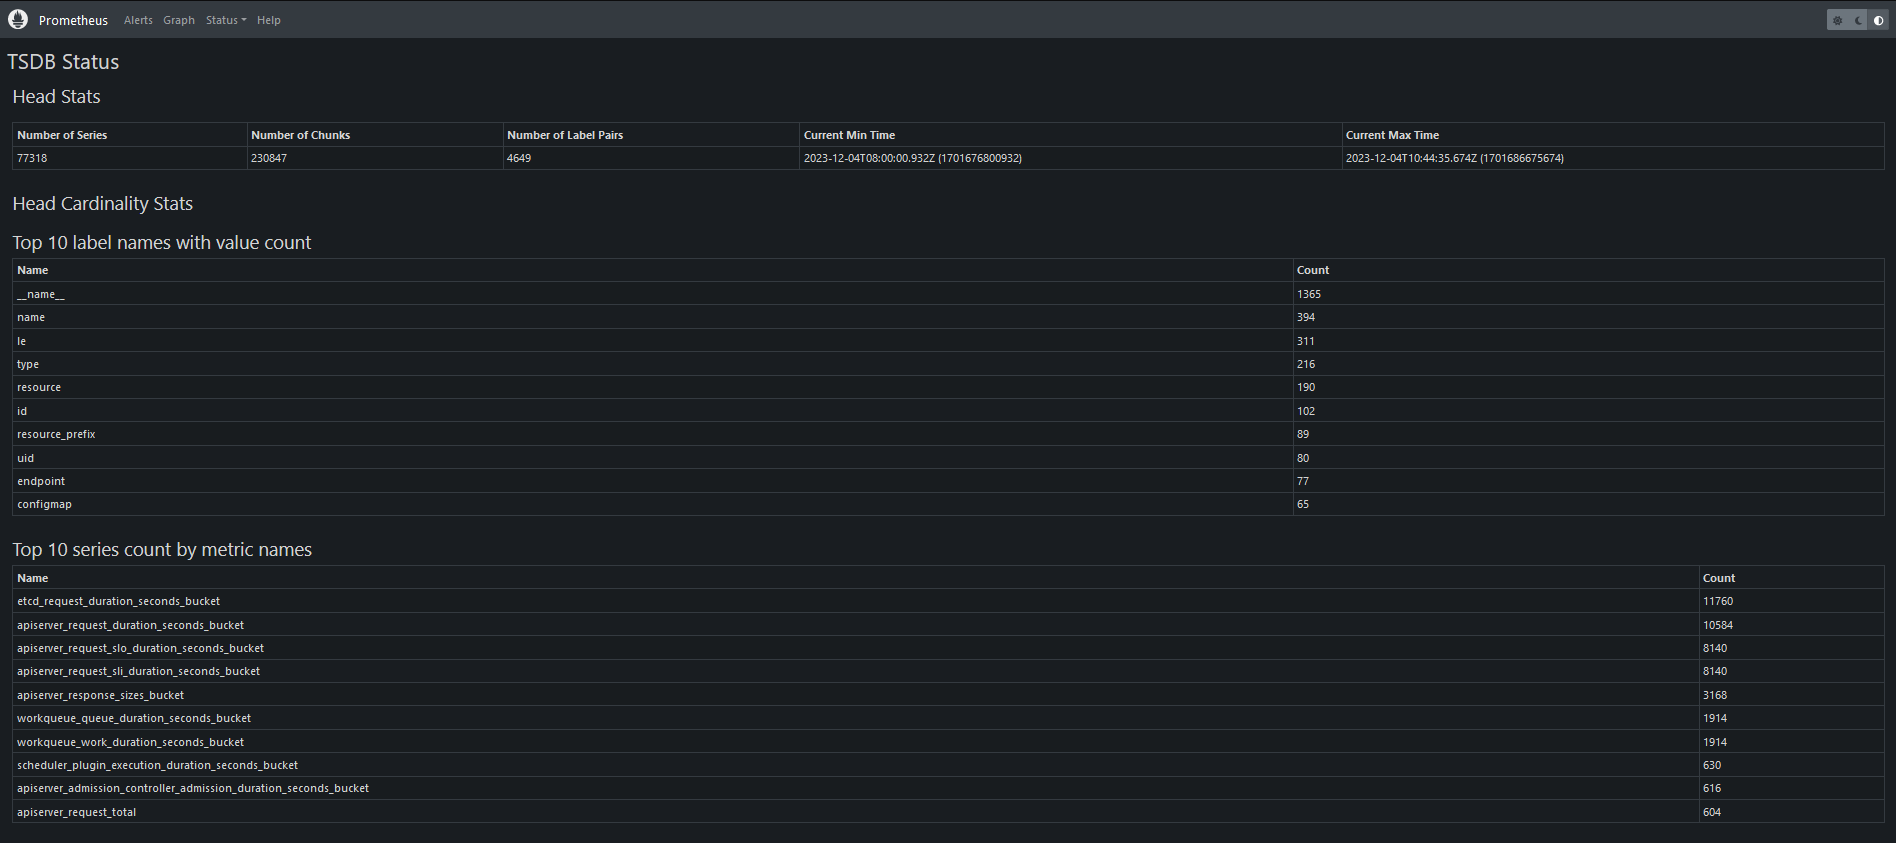 Prometheus Alerts Graph Status Help
TSDB Status
Head Stats
Number of Series Number of Chunks Number of Label Pairs Current Min Time Current Max Time
77318 230847 4649 2023-12-04T08:00:00.932Z (1701676800932) 2023-12-04T10:44:35.674Z (1701686675674)
Head Cardinality Stats
Top 10 label names with value count
Name Count
__name__ 1365
name 394
le 311
type 216
resource 190
id 102
resource_prefix 89
uid 80
endpoint 77
configmap 65
Top 10 series count by metric names
Name Count
etcd_request_duration_seconds_bucket 11760
apiserver_request_duration_seconds_bucket 10584
apiserver_request_slo_duration_seconds_bucket 8140
apiserver_request_sli_duration_seconds_bucket 8140
apiserver_response_sizes_bucket 3168
workqueue_queue_duration_seconds_bucket 1914
workqueue_work_duration_seconds_bucket 1914
scheduler_plugin_execution_duration_seconds_bucket 630
apiserver_admission_controller_admission_duration_seconds_bucket 616
apiserver_request_total 604